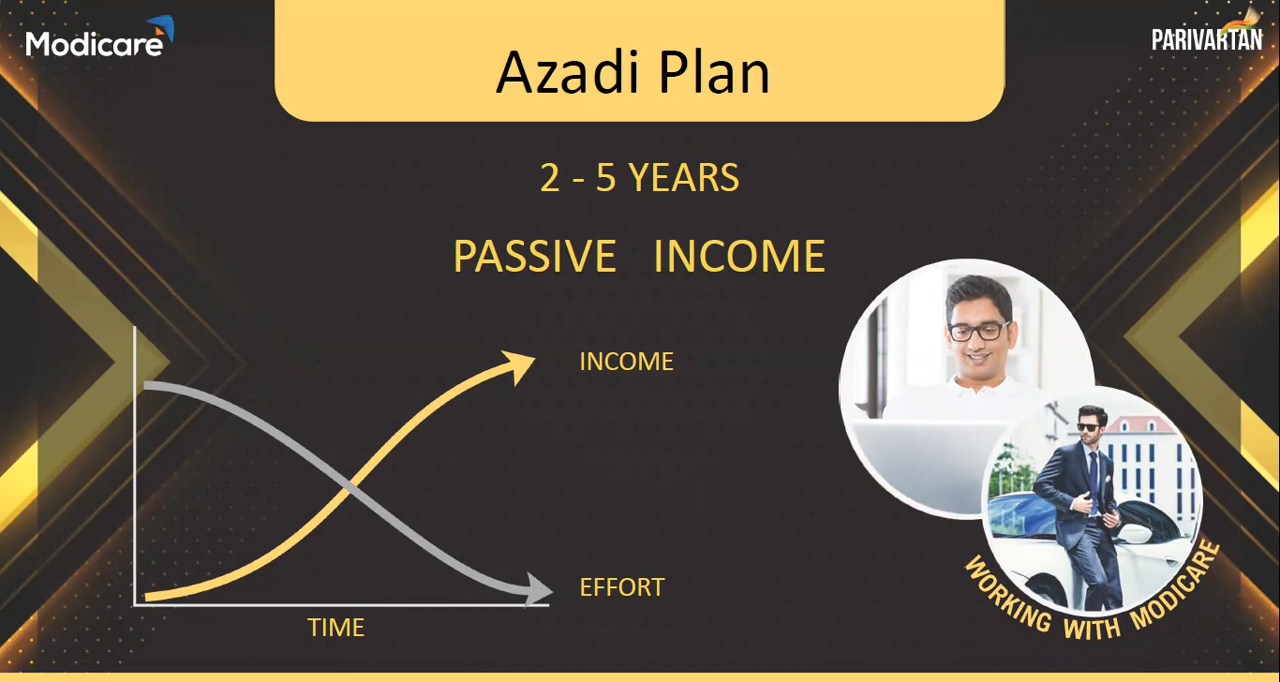 Modicare
PARIVARTAN
Azadi Plan
2 - 5 YEARS
PASSIVE INCOME
INCOME
EFFORT
TIME
WORKING WITH MODICARE